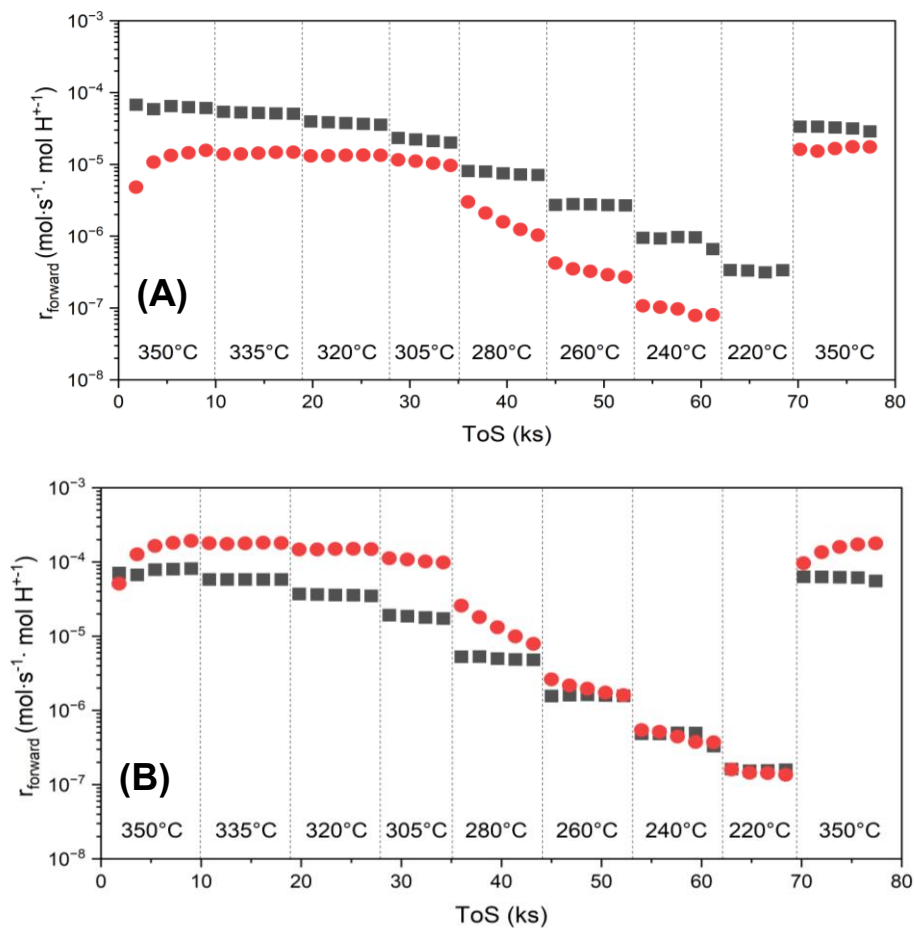 10⁻³
10⁻⁴
10⁻⁵
10⁻⁶
10⁻⁷
10⁻⁸
r_forward (mol·s⁻¹· mol H⁺⁻¹)
(A)
350°C 335°C 320°C 305°C 280°C 260°C 240°C 220°C 350°C
0 10 20 30 40 50 60 70 80
ToS (ks)
10⁻³
10⁻⁴
10⁻⁵
10⁻⁶
10⁻⁷
10⁻⁸
r_forward (mol·s⁻¹· mol H⁺⁻¹)
(B)
350°C 335°C 320°C 305°C 280°C 260°C 240°C 220°C 350°C
0 10 20 30 40 50 60 70 80
ToS (ks)